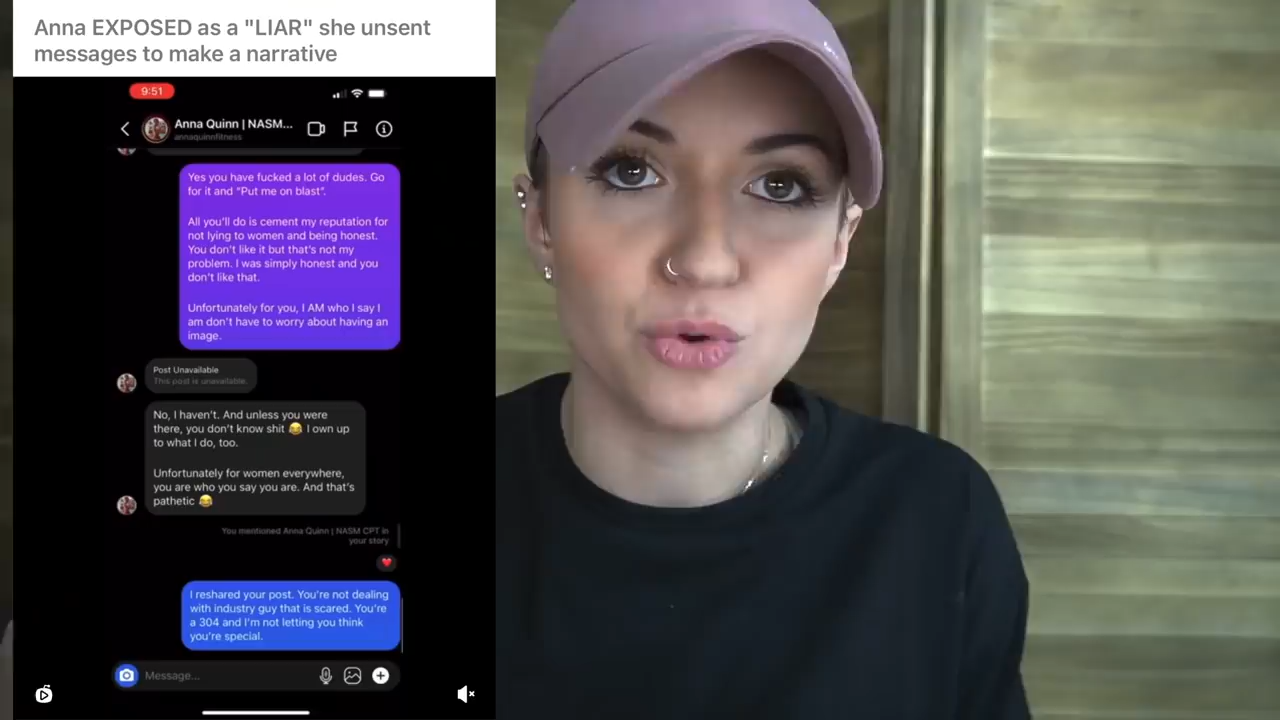 Anna EXPOSED as a "LIAR" she unsent
messages to make a narrative
9:51
Anna Quinn | NASM...
annaquinnfitness
Yes you have fucked a lot of dudes. Go
for it and “Put me on blast”.
All you'll do is cement my reputation for
not lying to women and being honest.
You don't like it but that's not my
problem. I was simply honest and you
don't like that.
Unfortunately for you, I AM who I say I
am don't have to worry about having an
image.
Post Unavailable
This post is unavailable.
No, I haven't. And unless you were
there, you don't know shit 😂 I own up
to what I do, too.
Unfortunately for women everywhere,
you are who you say you are. And that's
pathetic 😂
You mentioned Anna Quinn | NASM CPT in
your story
I reshared your post. You're not dealing
with industry guy that is scared. You're
a 304 and I'm not letting you think
you're special.
Message...